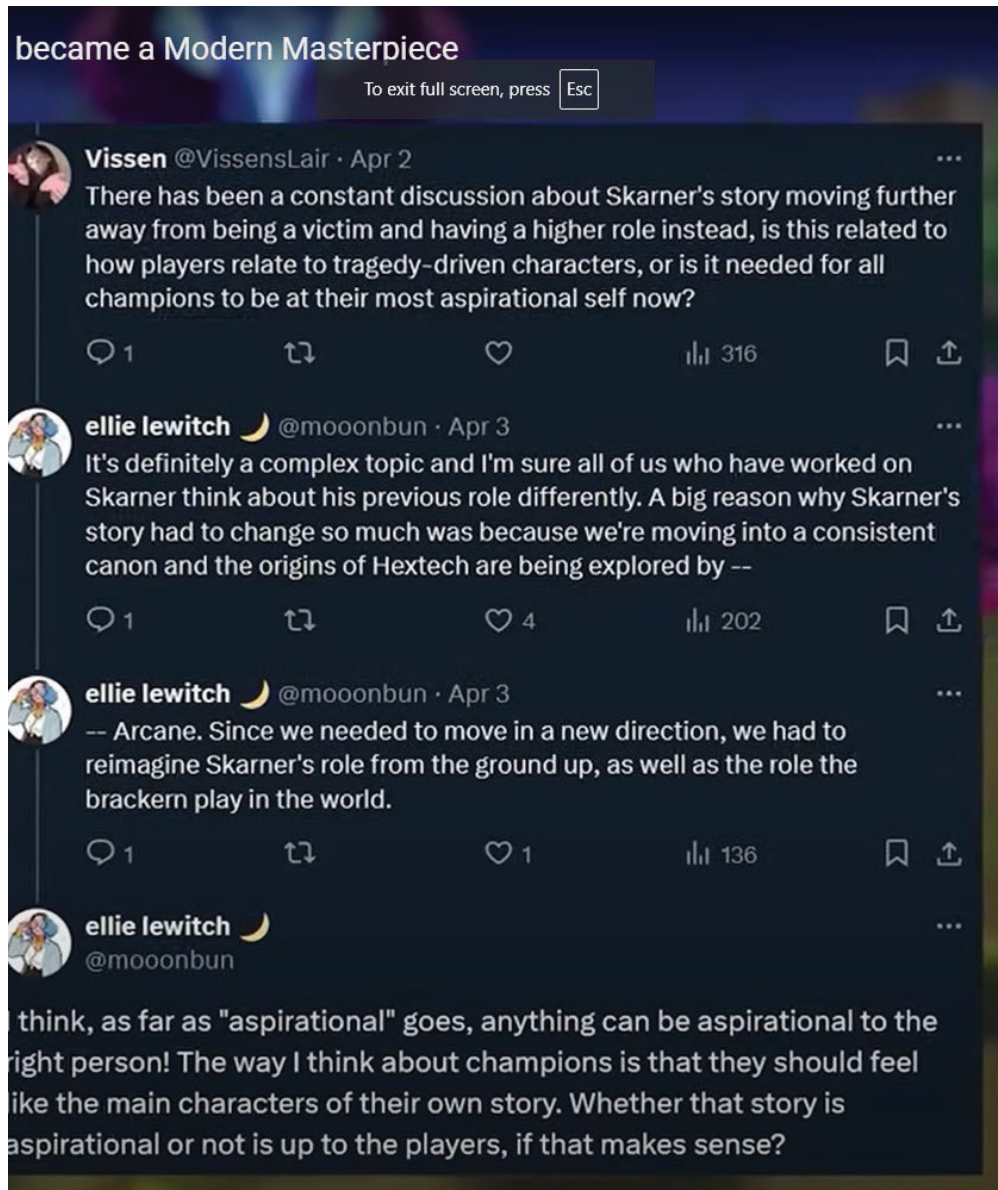 became a Modern Masterpiece
To exit full screen, press Esc
Vissen @VissensLair · Apr 2
There has been a constant discussion about Skarner's story moving further
away from being a victim and having a higher role instead, is this related to
how players relate to tragedy-driven characters, or is it needed for all
champions to be at their most aspirational self now?
1 316
ellie lewitch 🌙 @mooonbun · Apr 3
It's definitely a complex topic and I'm sure all of us who have worked on
Skarner think about his previous role differently. A big reason why Skarner's
story had to change so much was because we're moving into a consistent
canon and the origins of Hextech are being explored by --
1 4 202
ellie lewitch 🌙 @mooonbun · Apr 3
-- Arcane. Since we needed to move in a new direction, we had to
reimagine Skarner's role from the ground up, as well as the role the
brackern play in the world.
1 1 136
ellie lewitch 🌙
@mooonbun
I think, as far as "aspirational" goes, anything can be aspirational to the
right person! The way I think about champions is that they should feel
like the main characters of their own story. Whether that story is
aspirational or not is up to the players, if that makes sense?